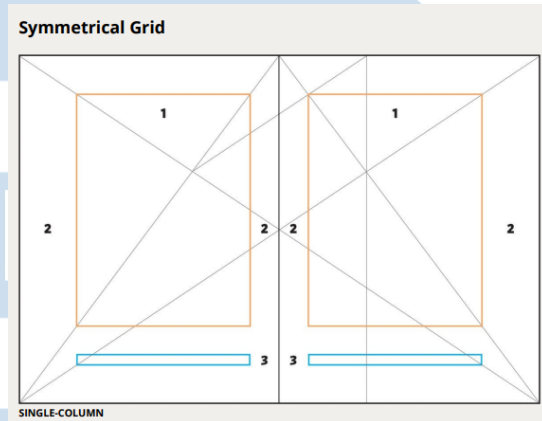 Symmetrical Grid
1 1
2 2 2 2
3 3
SINGLE-COLUMN